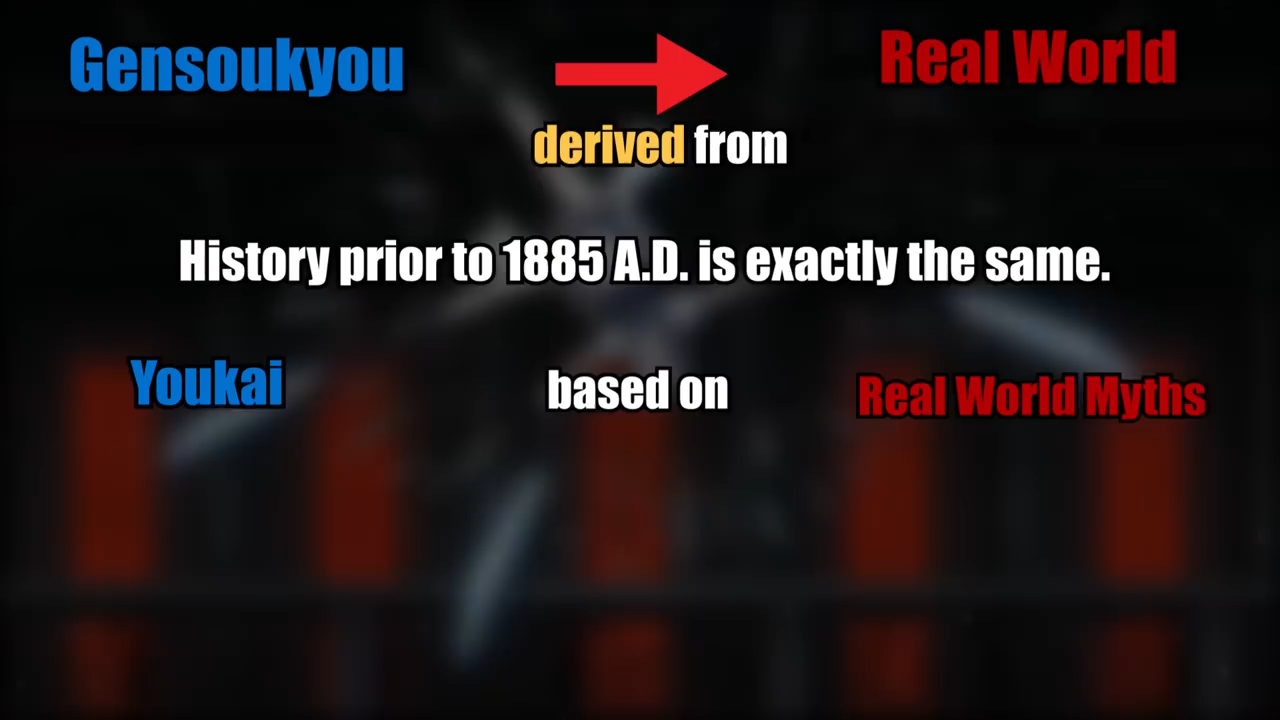 Gensoukyou
Real World
derived from
History prior to 1885 A.D. is exactly the same.
Youkai
based on
Real World Myths